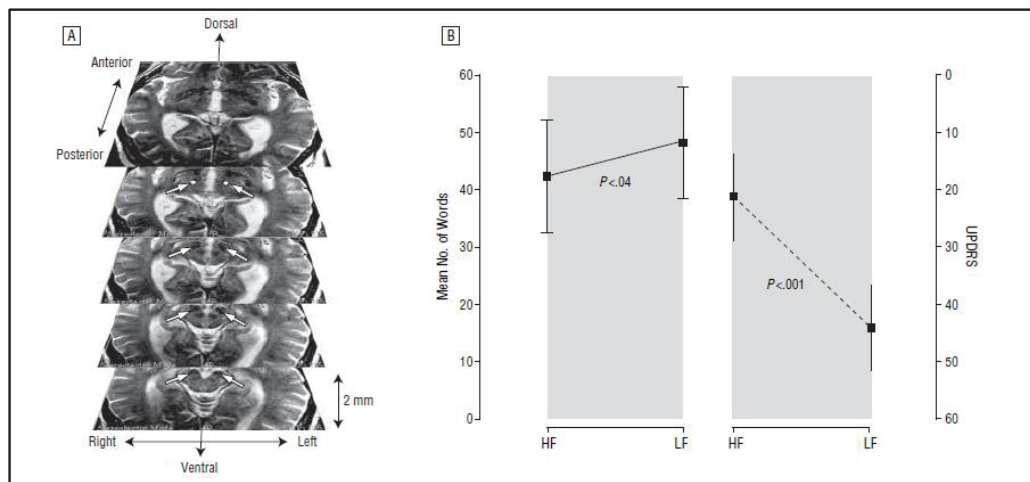 A
Dorsal
Anterior
Posterior
Right
Left
Ventral
2 mm
B
60
50
40
30
20
10
0
Mean No. of Words
P<.04
HF
LF
P<.001
HF
LF
0
10
20
30
40
50
60
UPDRS